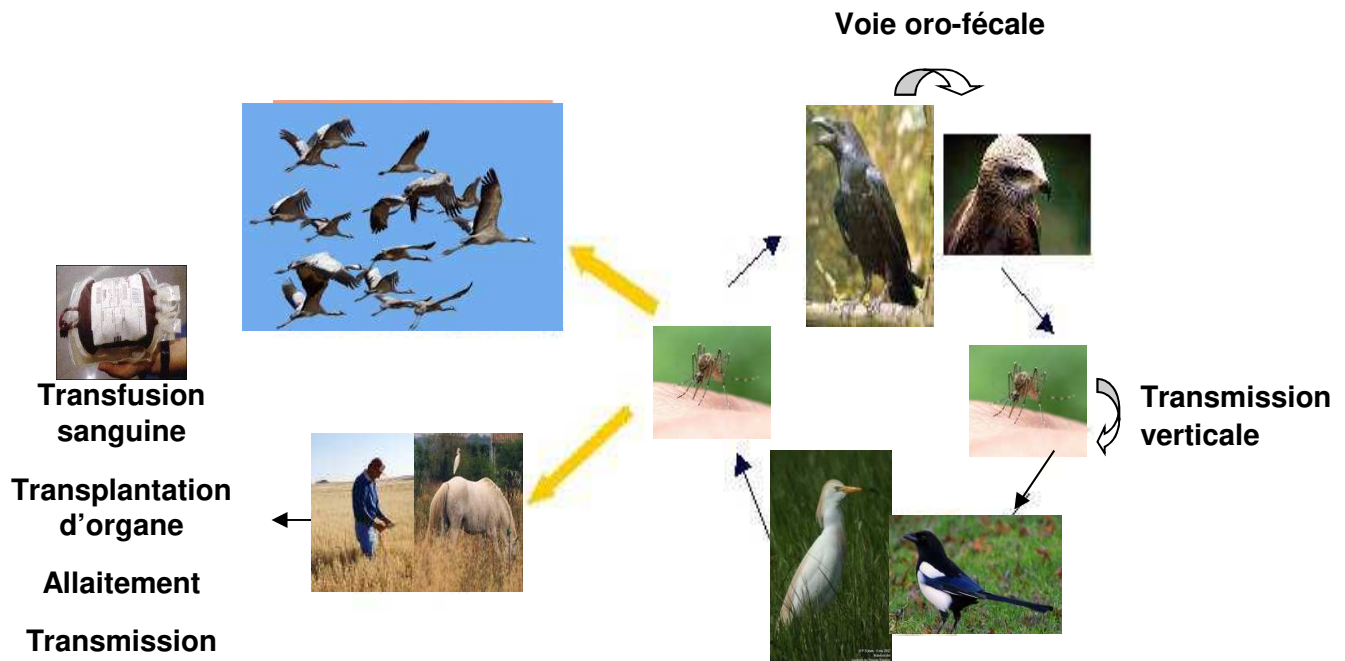 Voie oro-fécale
Transfusion
sanguine
Transplantation
d’organe
Allaitement
Transmission
Transmission
verticale